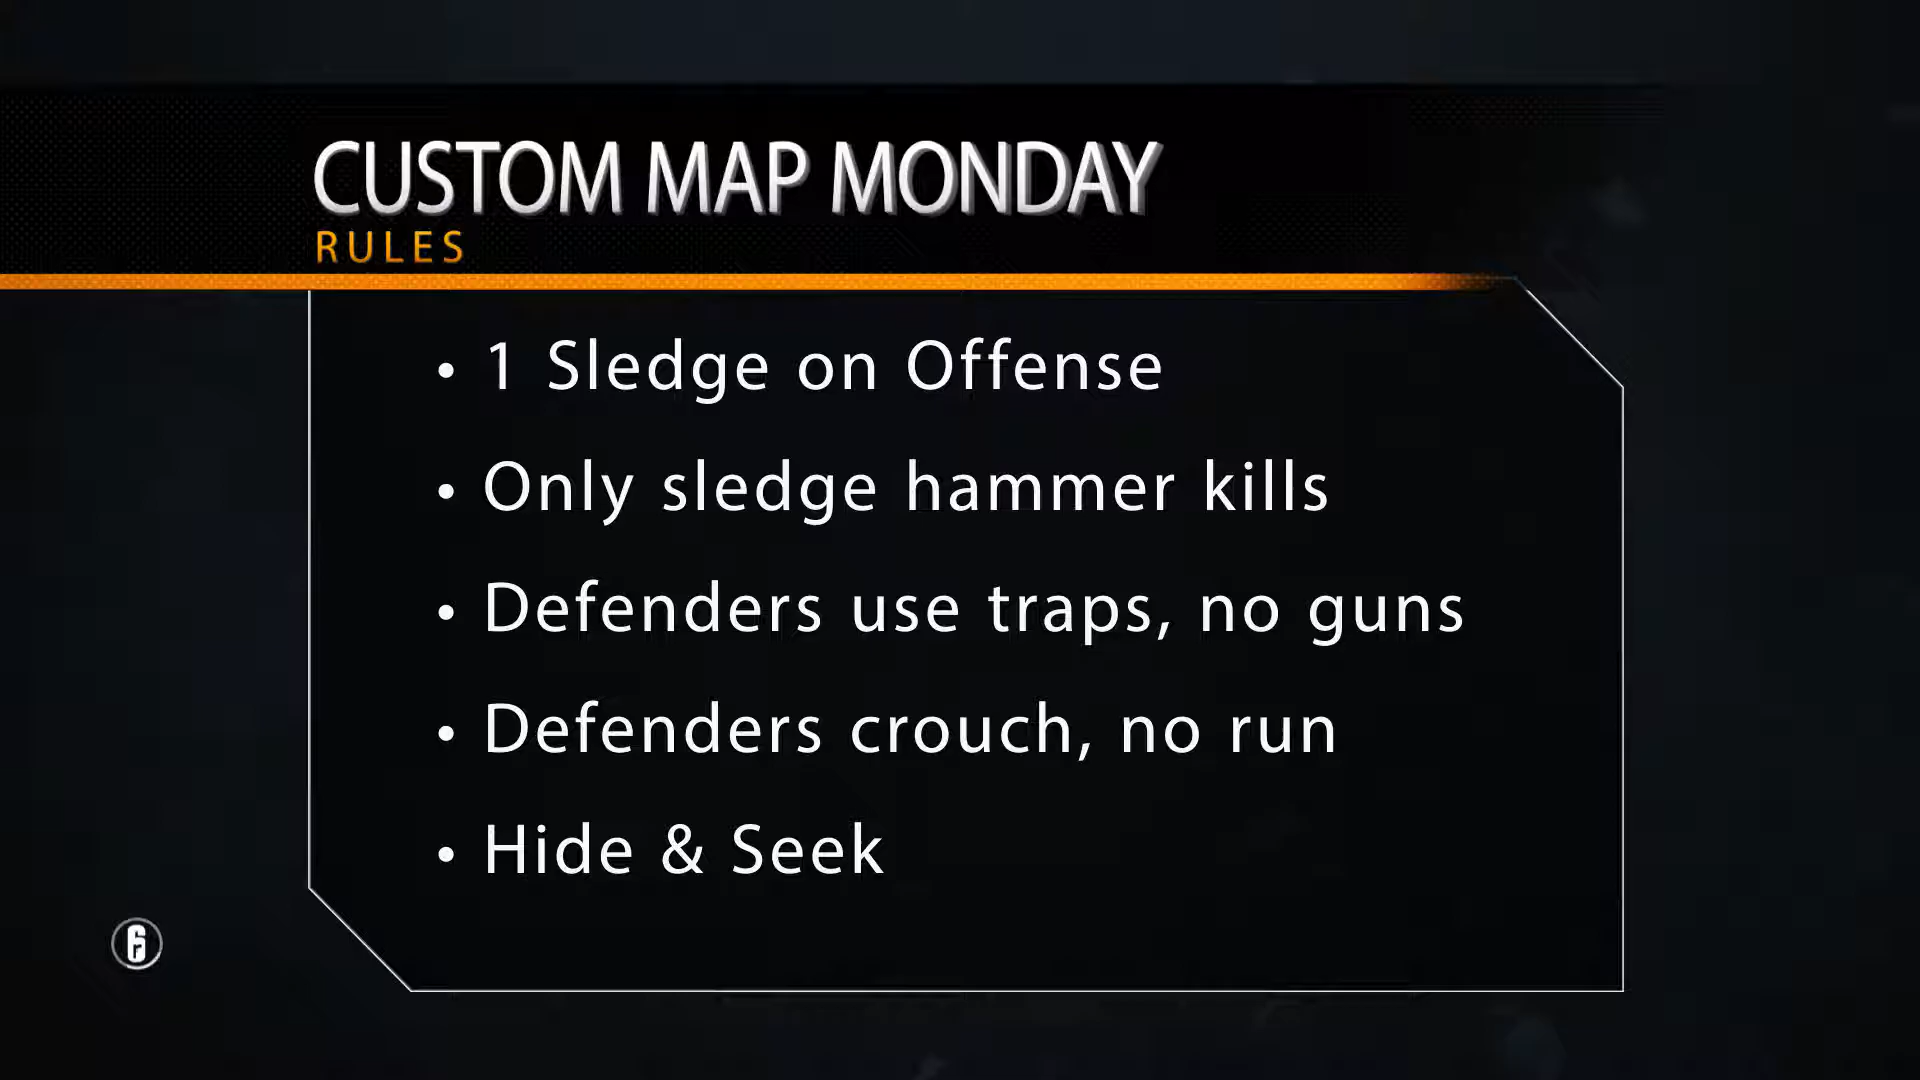 CUSTOM MAP MONDAY
RULES
• 1 Sledge on Offense
• Only sledge hammer kills
• Defenders use traps, no guns
• Defenders crouch, no run
• Hide & Seek
6